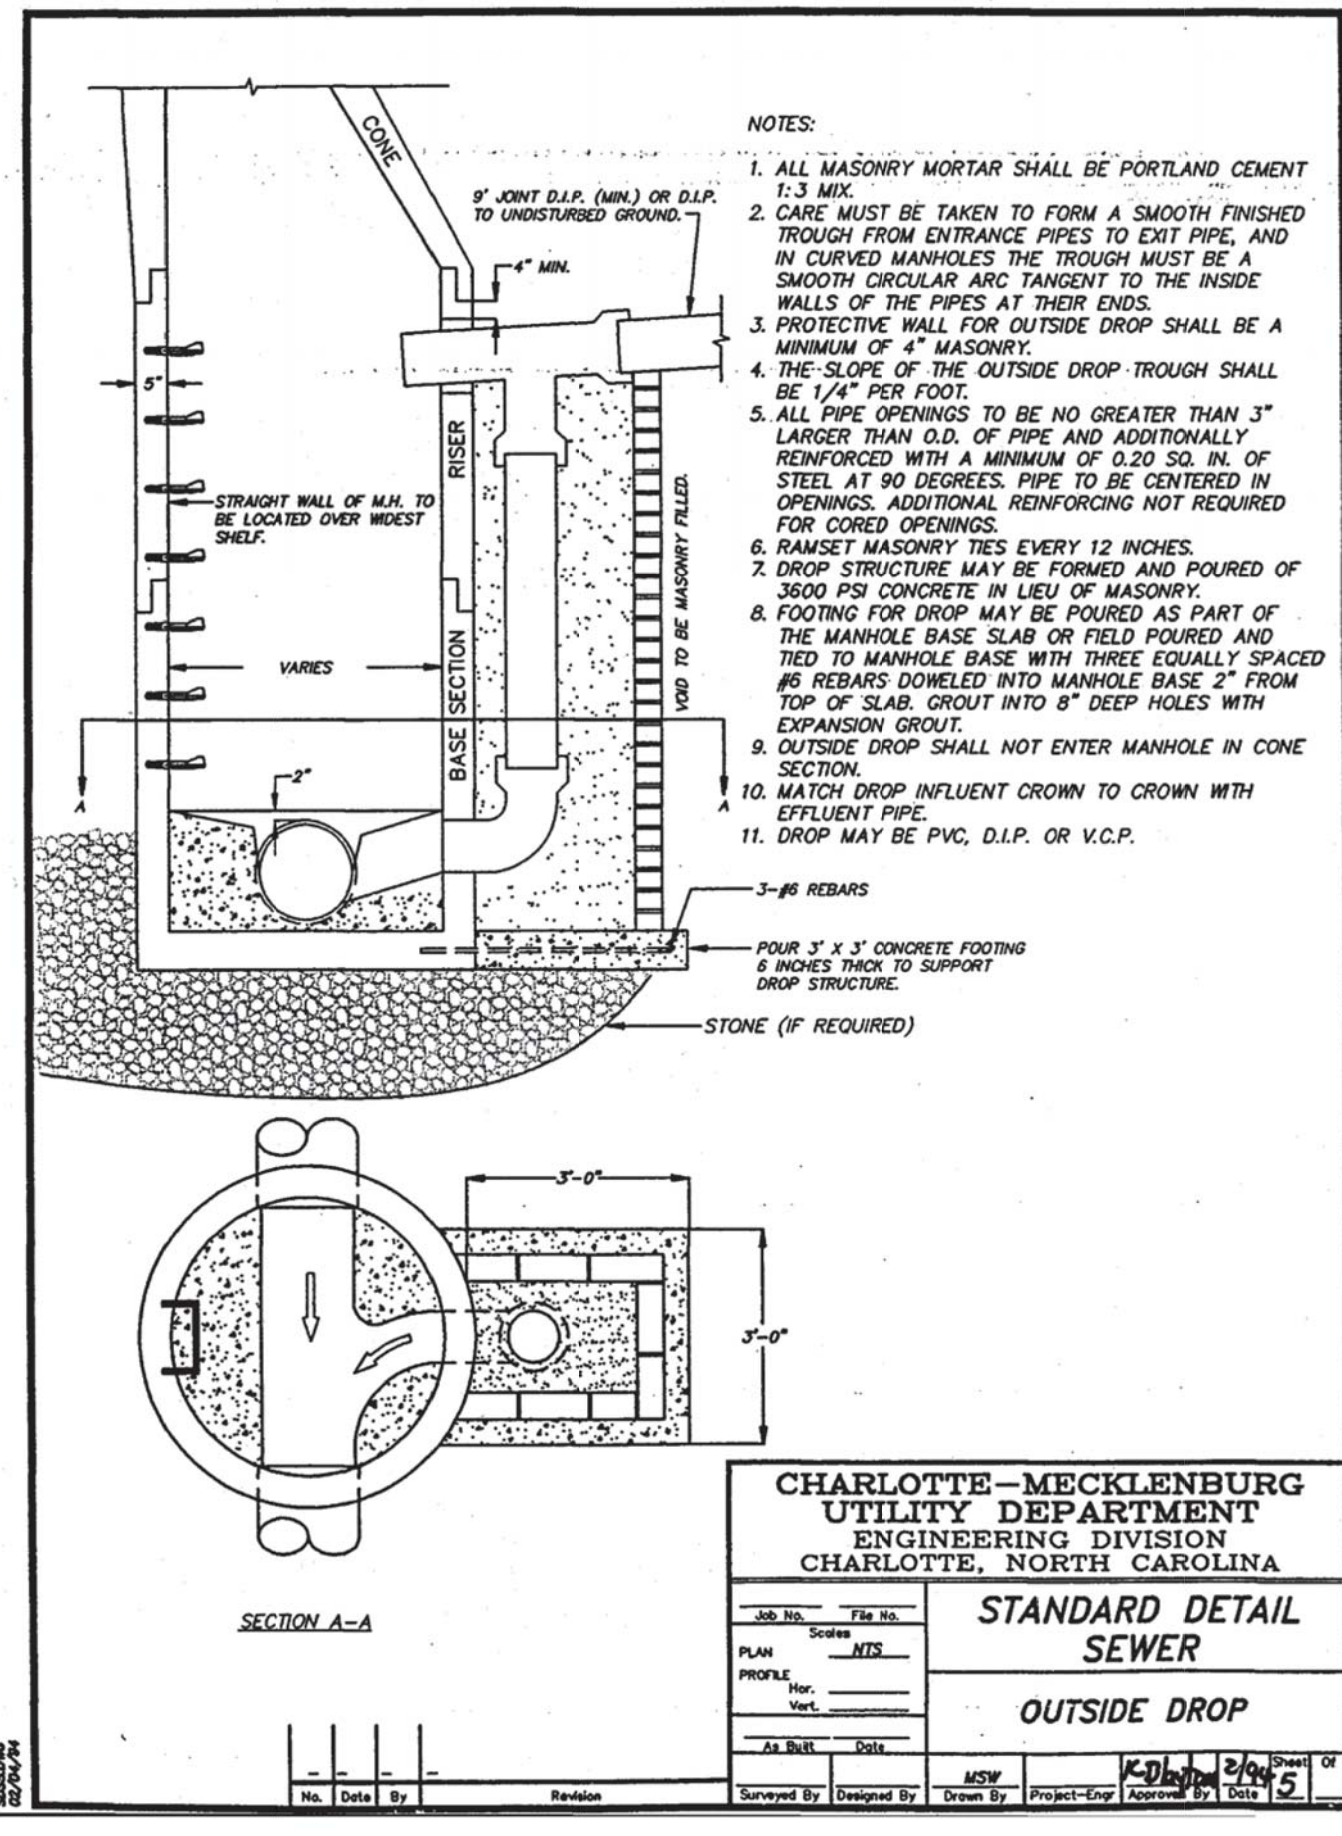 CONE
9' JOINT D.I.P. (MIN.) OR D.I.P.
TO UNDISTURBED GROUND.
4" MIN.
5"
RISER
STRAIGHT WALL OF M.H. TO
BE LOCATED OVER WIDEST
SHELF.
VOID TO BE MASONRY FILLED.
VARIES
BASE SECTION
2"
A
A
3-#6 REBARS
POUR 3' X 3' CONCRETE FOOTING
6 INCHES THICK TO SUPPORT
DROP STRUCTURE.
STONE (IF REQUIRED)
NOTES:
1. ALL MASONRY MORTAR SHALL BE PORTLAND CEMENT
1:3 MIX.
2. CARE MUST BE TAKEN TO FORM A SMOOTH FINISHED
TROUGH FROM ENTRANCE PIPES TO EXIT PIPE, AND
IN CURVED MANHOLES THE TROUGH MUST BE A
SMOOTH CIRCULAR ARC TANGENT TO THE INSIDE
WALLS OF THE PIPES AT THEIR ENDS.
3. PROTECTIVE WALL FOR OUTSIDE DROP SHALL BE A
MINIMUM OF 4" MASONRY.
4. THE SLOPE OF THE OUTSIDE DROP TROUGH SHALL
BE 1/4" PER FOOT.
5. ALL PIPE OPENINGS TO BE NO GREATER THAN 3"
LARGER THAN O.D. OF PIPE AND ADDITIONALLY
REINFORCED WITH A MINIMUM OF 0.20 SQ. IN. OF
STEEL AT 90 DEGREES. PIPE TO BE CENTERED IN
OPENINGS. ADDITIONAL REINFORCING NOT REQUIRED
FOR CORED OPENINGS.
6. RAMSET MASONRY TIES EVERY 12 INCHES.
7. DROP STRUCTURE MAY BE FORMED AND POURED OF
3600 PSI CONCRETE IN LIEU OF MASONRY.
8. FOOTING FOR DROP MAY BE POURED AS PART OF
THE MANHOLE BASE SLAB OR FIELD POURED AND
TIED TO MANHOLE BASE WITH THREE EQUALLY SPACED
#6 REBARS DOWELED INTO MANHOLE BASE 2" FROM
TOP OF SLAB. GROUT INTO 8" DEEP HOLES WITH
EXPANSION GROUT.
9. OUTSIDE DROP SHALL NOT ENTER MANHOLE IN CONE
SECTION.
10. MATCH DROP INFLUENT CROWN TO CROWN WITH
EFFLUENT PIPE.
11. DROP MAY BE PVC, D.I.P. OR V.C.P.
3'-0"
3'-0"
SECTION A-A
CHARLOTTE-MECKLENBURG
UTILITY DEPARTMENT
ENGINEERING DIVISION
CHARLOTTE, NORTH CAROLINA
Job No. File No.
Scales
PLAN NTS
PROFILE
Hor.
Vert.
As Built Date
STANDARD DETAIL
SEWER
OUTSIDE DROP
MSW 2/94 Sheet Of
5
Surveyed By Designed By Drawn By Project-Engr Approved By Date
No. Date By Revision
02/04/94